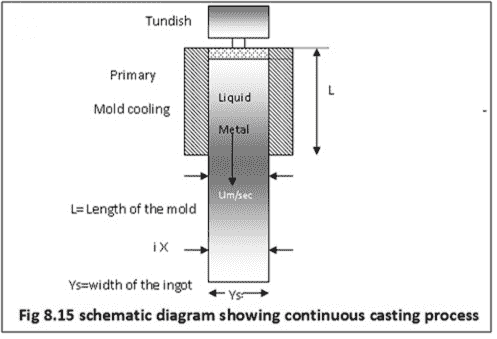 Tundish
Primary
Mold cooling
Liquid
Metal
L
Um/sec
L= Length of the mold
i X
Ys=width of the ingot
Ys
Fig 8.15 schematic diagram showing continuous casting process